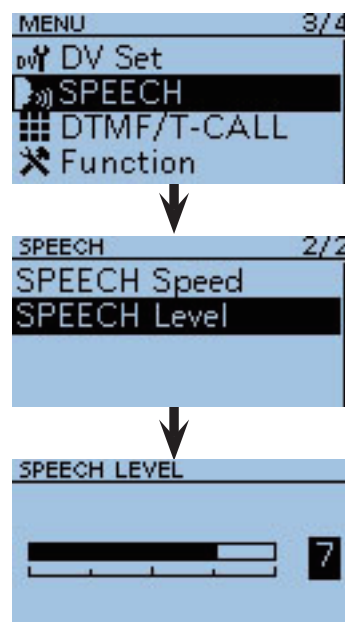 MENU 3/4
DV Set
SPEECH
DTMF/T-CALL
Function
SPEECH 2/2
SPEECH Speed
SPEECH Level
SPEECH LEVEL
7